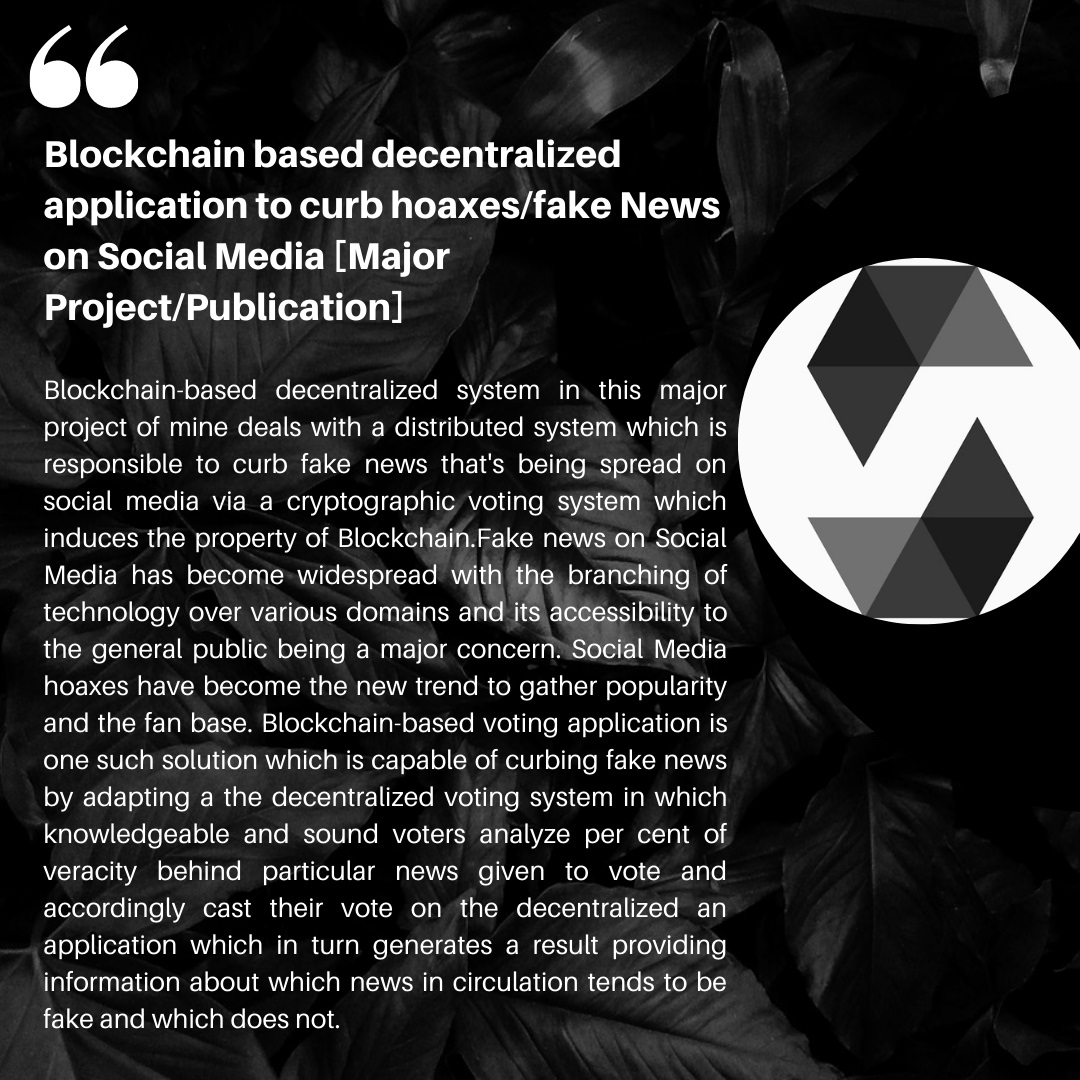 “
Blockchain based decentralized
application to curb hoaxes/fake News
on Social Media [Major
Project/Publication]
Blockchain-based decentralized system in this major
project of mine deals with a distributed system which is
responsible to curb fake news that's being spread on
social media via a cryptographic voting system which
induces the property of Blockchain.Fake news on Social
Media has become widespread with the branching of
technology over various domains and its accessibility to
the general public being a major concern. Social Media
hoaxes have become the new trend to gather popularity
and the fan base. Blockchain-based voting application is
one such solution which is capable of curbing fake news
by adapting a the decentralized voting system in which
knowledgeable and sound voters analyze per cent of
veracity behind particular news given to vote and
accordingly cast their vote on the decentralized an
application which in turn generates a result providing
information about which news in circulation tends to be
fake and which does not.